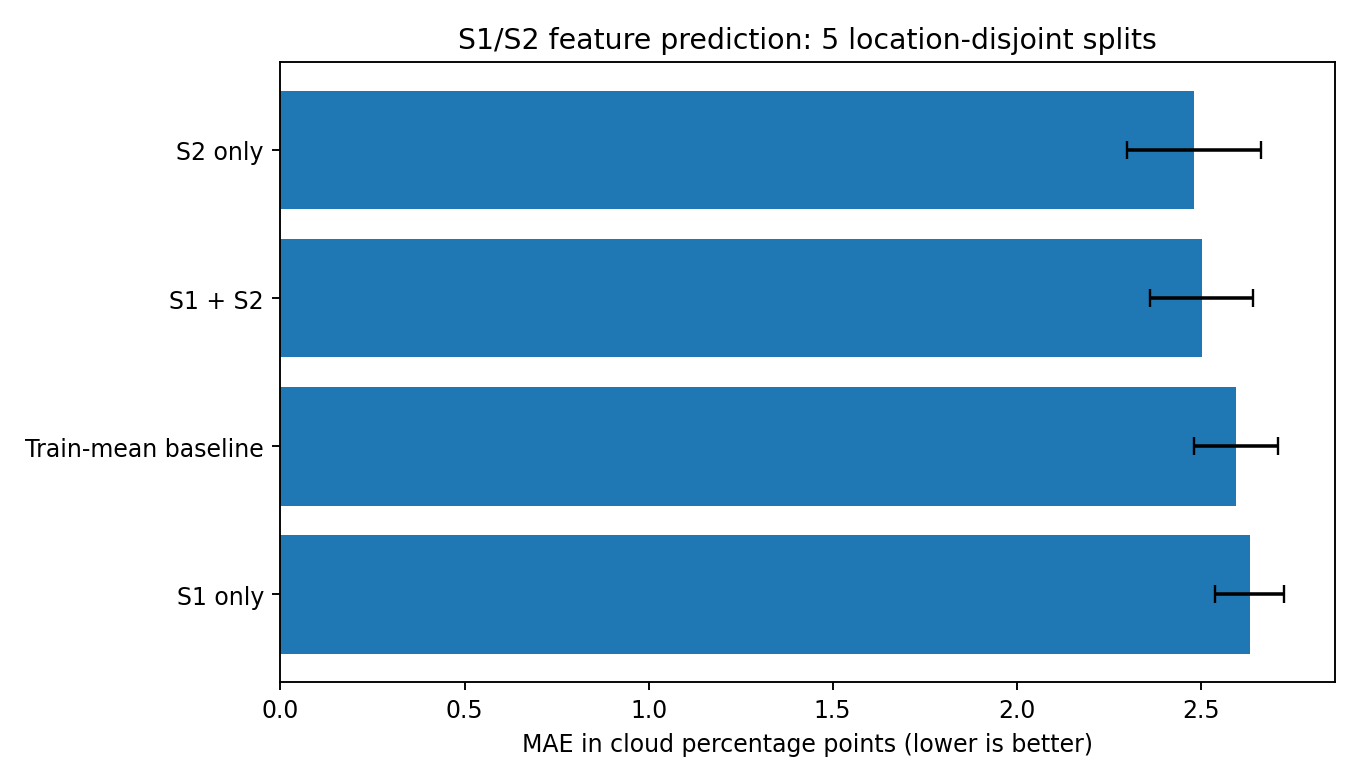 S1/S2 feature prediction: 5 location-disjoint splits
S2 only
S1 + S2
Train-mean baseline
S1 only
0.0 0.5 1.0 1.5 2.0 2.5
MAE in cloud percentage points (lower is better)